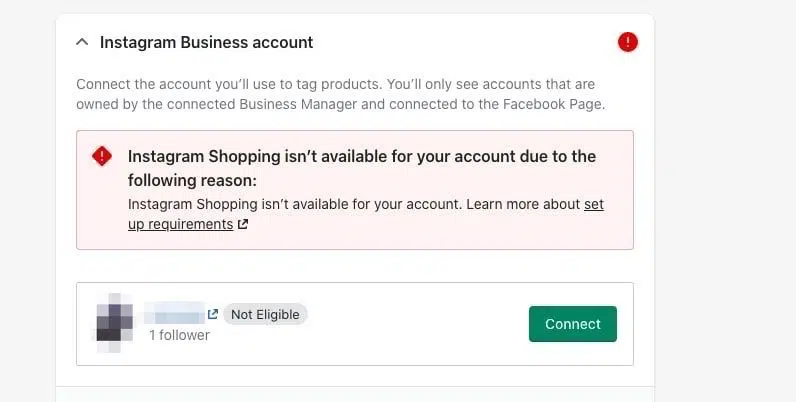 Instagram Business account
Connect the account you’ll use to tag products. You’ll only see accounts that are
owned by the connected Business Manager and connected to the Facebook Page.
Instagram Shopping isn’t available for your account due to the
following reason:
Instagram Shopping isn’t available for your account. Learn more about set
up requirements
Not Eligible
1 follower
Connect